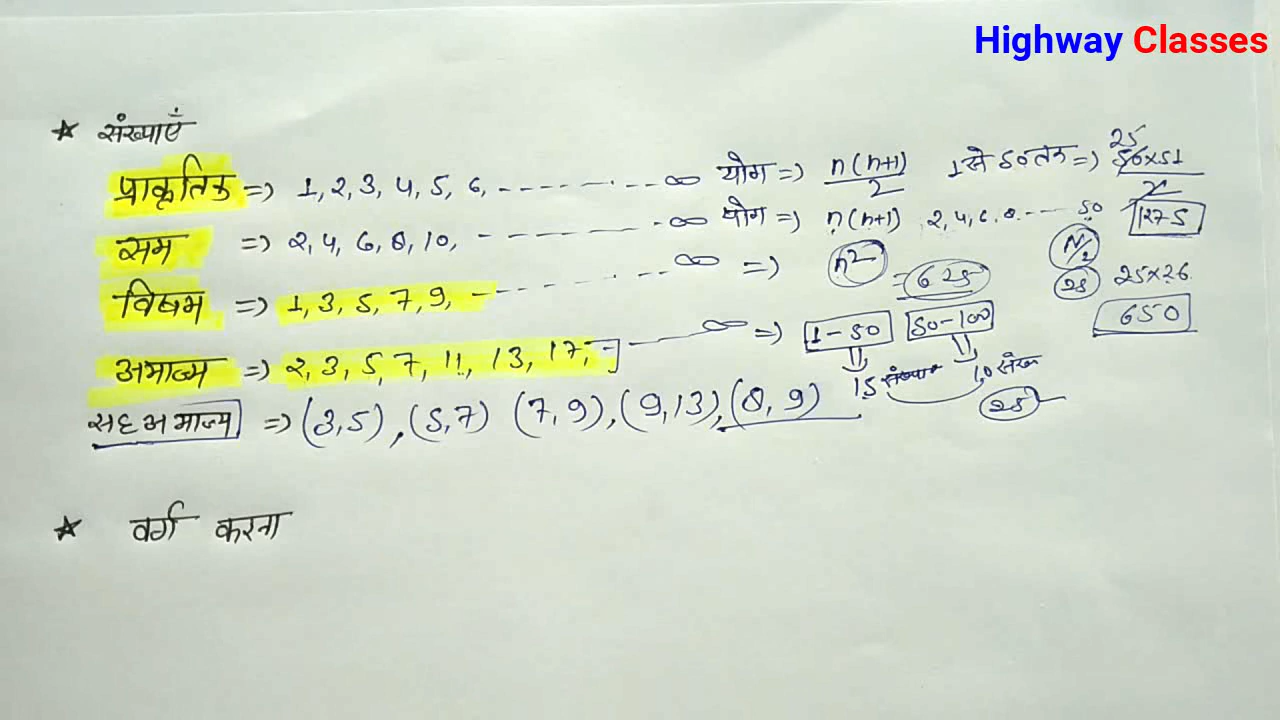 Highway Classes
★ संख्याएँ
प्राकृतिक => 1, 2, 3, 4, 5, 6, ------- ∞ योग => n(n+1)/2 1 से 50 तक => 25 50×51/2 1275
सम => 2, 4, 6, 8, 10, ------- ∞ योग => n(n+1) 2, 4, 6, 8 ---- 50 N/2 25 25×26 650
विषम => 1, 3, 5, 7, 9, ------- ∞ => n² = 625
अभाज्य => 2, 3, 5, 7, 11, 13, 17, ------- ∞ => 1-50 50-100 15 संख्या 10 संख्या 25
सह अभाज्य => (3,5), (5,7) (7,9), (9,13), (8,9)
★ वर्ग करना